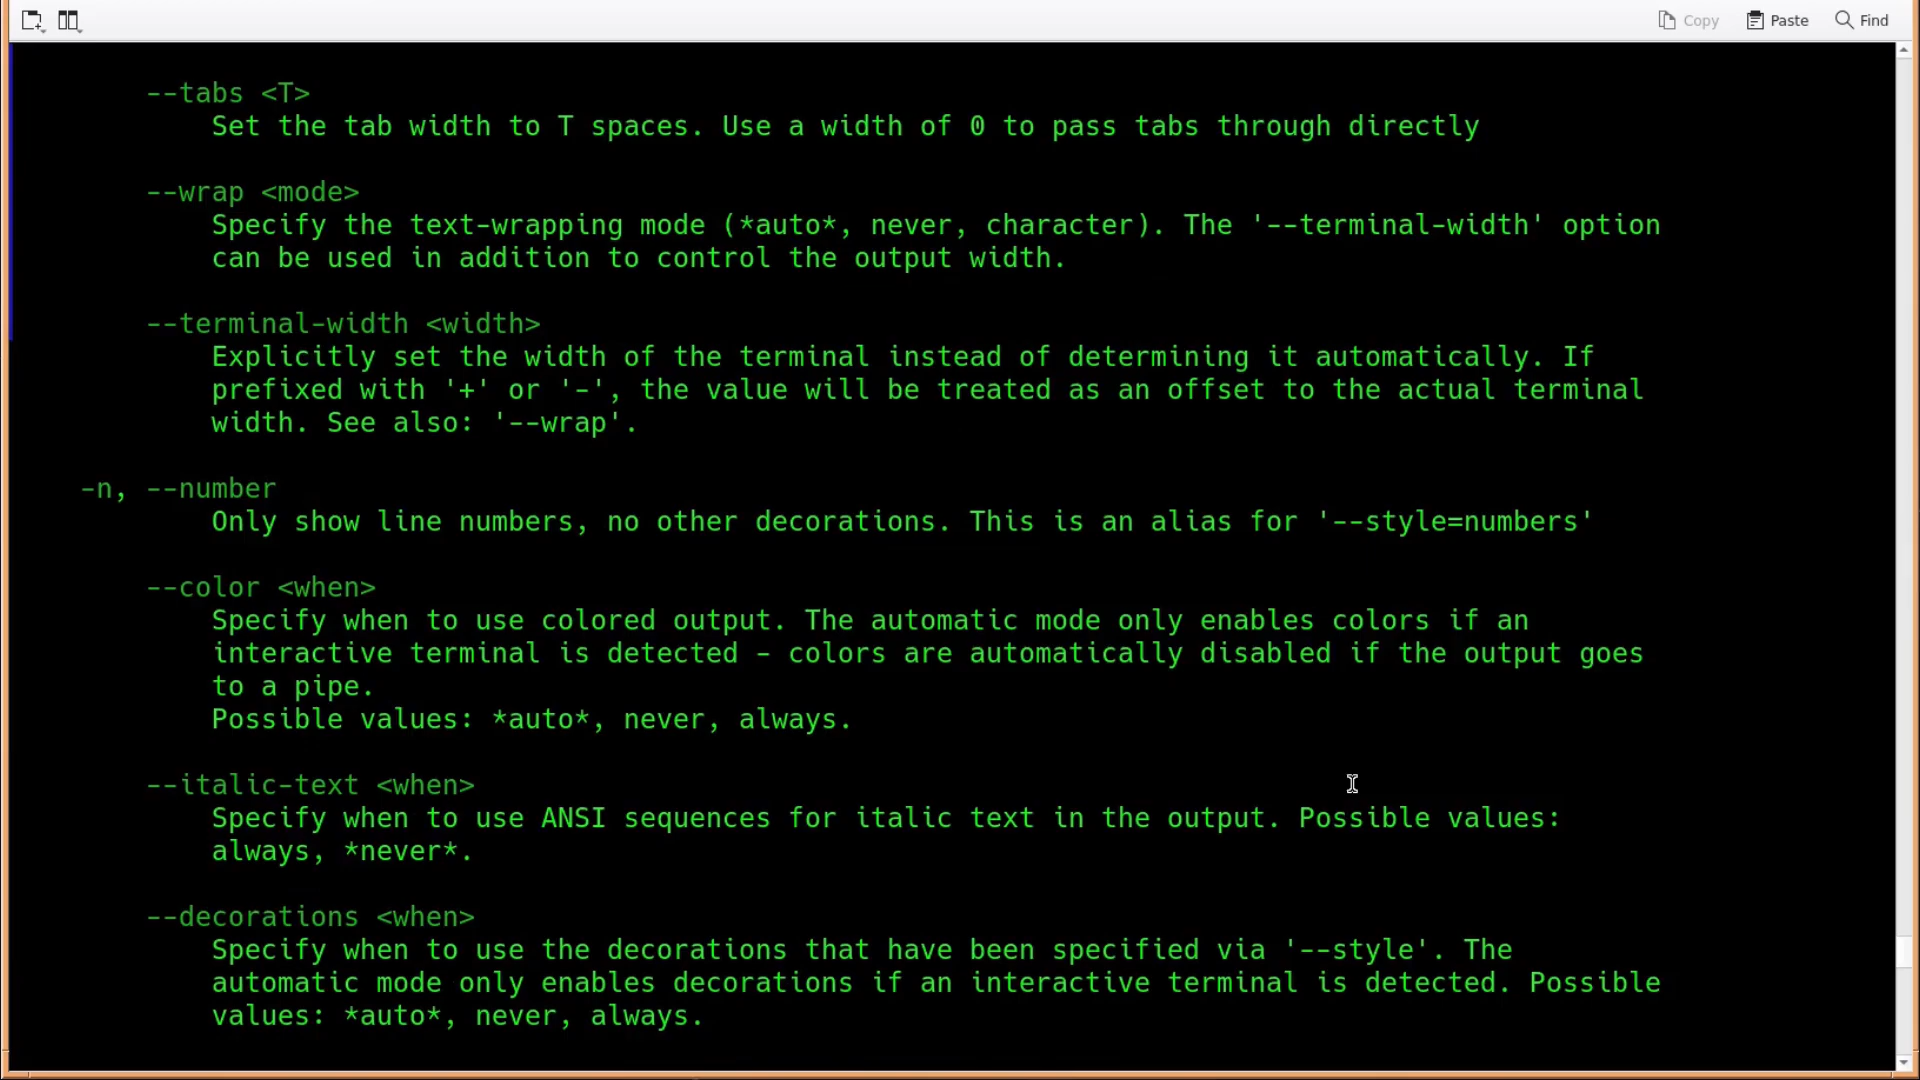 Copy
Paste
Find
--tabs <T>
Set the tab width to T spaces. Use a width of 0 to pass tabs through directly
--wrap <mode>
Specify the text-wrapping mode (*auto*, never, character). The '--terminal-width' option
can be used in addition to control the output width.
--terminal-width <width>
Explicitly set the width of the terminal instead of determining it automatically. If
prefixed with '+' or '-', the value will be treated as an offset to the actual terminal
width. See also: '--wrap'.
-n, --number
Only show line numbers, no other decorations. This is an alias for '--style=numbers'
--color <when>
Specify when to use colored output. The automatic mode only enables colors if an
interactive terminal is detected - colors are automatically disabled if the output goes
to a pipe.
Possible values: *auto*, never, always.
--italic-text <when>
Specify when to use ANSI sequences for italic text in the output. Possible values:
always, *never*.
--decorations <when>
Specify when to use the decorations that have been specified via '--style'. The
automatic mode only enables decorations if an interactive terminal is detected. Possible
values: *auto*, never, always.